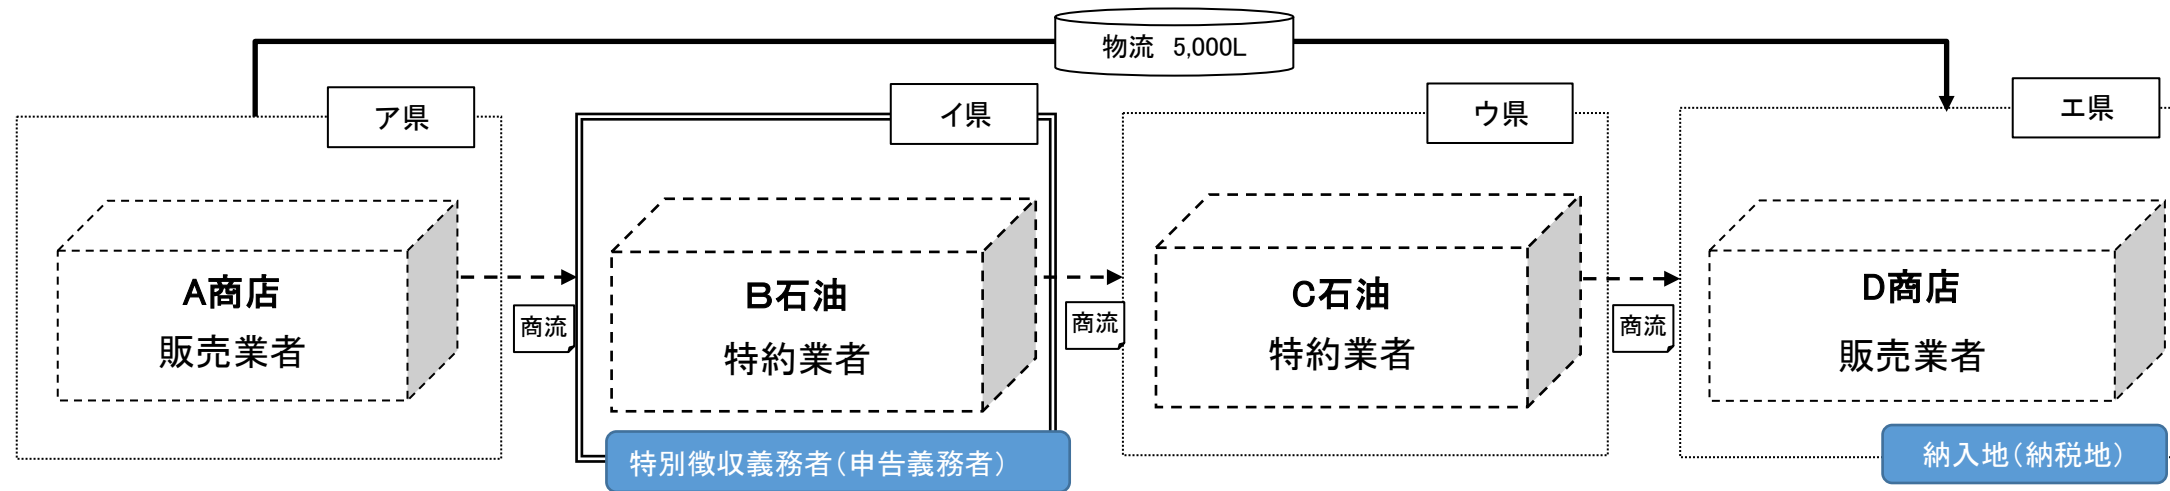 物流 5,000L
ア県
イ県
ウ県
エ県
A商店
販売業者
商流
B石油
特約業者
商流
C石油
特約業者
商流
D商店
販売業者
特別徴収義務者(申告義務者)
納入地(納税地)